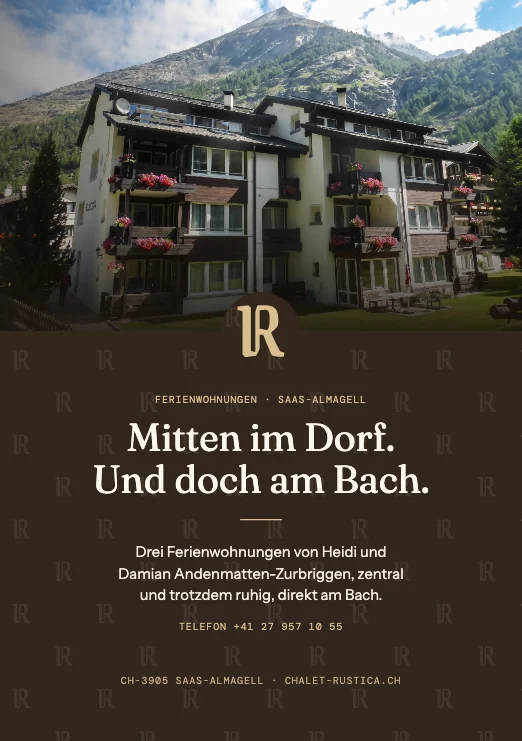 R
FERIENWOHNUNGEN · SAAS-ALMAGELL
Mitten im Dorf.
Und doch am Bach.
Drei Ferienwohnungen von Heidi und
Damian Andenmatten-Zurbriggen, zentral
und trotzdem ruhig, direkt am Bach.
TELEFON +41 27 957 10 55
CH-3905 SAAS-ALMAGELL · CHALET-RUSTICA.CH